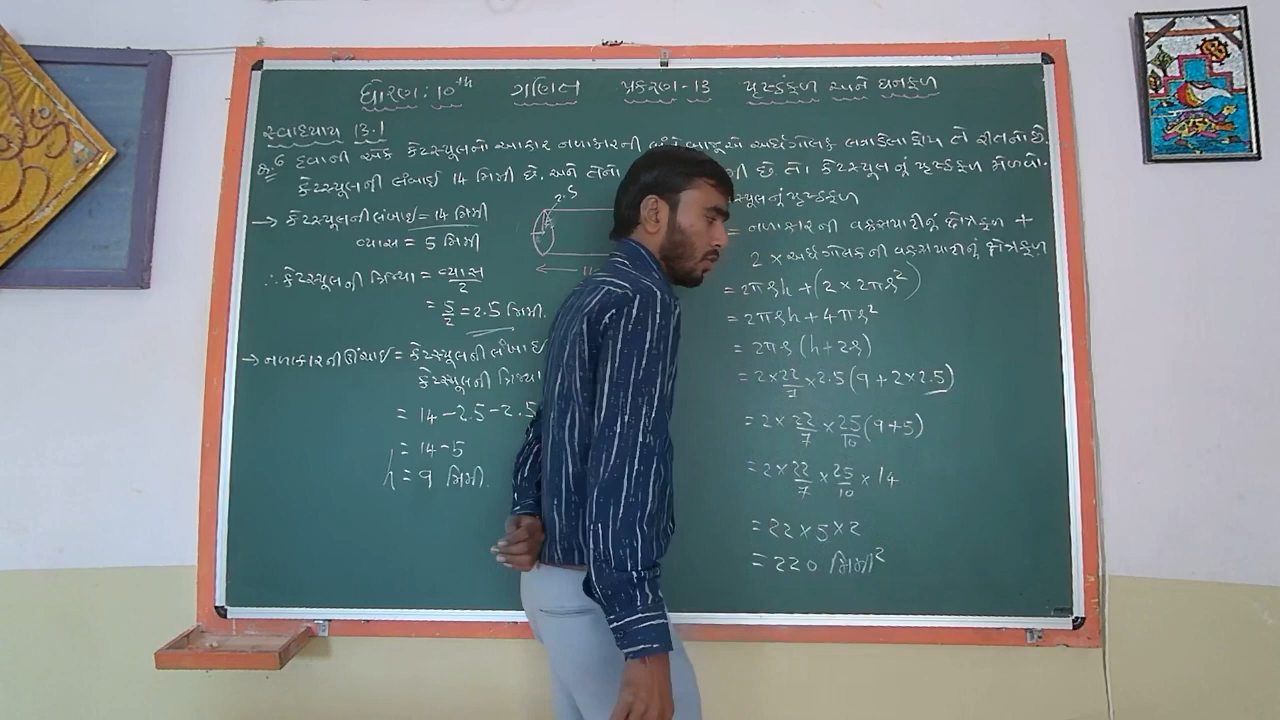 ધોરણ : 10th ગણિત પ્રકરણ-13 પૃષ્ઠફળ અને ઘનફળ
સ્વાધ્યાય 13.1
પ્ર. 6 દવાની એક કેપ્સ્યૂલનો આકાર નળાકારની બંને બાજુએ અર્ધગોલક લગાવેલા હોય તે રીતનો છે.
કેપ્સ્યૂલની લંબાઈ 14 મિમી છે. અને તેનો મી છે. તો કેપ્સ્યૂલ નું પૃષ્ઠફળ મેળવો.
→ કેપ્સ્યૂલની લંબાઈ = 14 મિમી
વ્યાસ = 5 મિમી
∴ કેપ્સ્યૂલ ની ત્રિજ્યા = વ્યાસ/2
= 5/2 = 2.5 મિમી.
→ નળાકારની ઊંચાઈ = કેપ્સ્યૂલ ની લંબાઈ
કેપ્સ્યૂલની ત્રિજ્યા
= 14 - 2.5 - 2.5
= 14 - 5
h = 9 મિમી.
2.5
સ્યૂલનું પૃષ્ઠફળ
= નળાકાર ની વક્રસપાટીનું ક્ષેત્રફળ +
2 × અર્ધગોલકની વક્રસપાટીનું ક્ષેત્રફળ
= 2πrh + (2 × 2πr²)
= 2πrh + 4πr²
= 2πr (h + 2r)
= 2 × 22/7 × 2.5 (9 + 2 × 2.5)
= 2 × 22/7 × 25/10 (9+5)
= 2 × 22/7 × 25/10 × 14
= 22 × 5 × 2
= 220 મિમી²